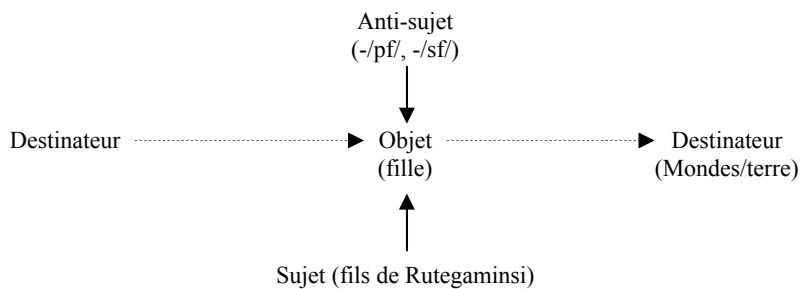 Anti-sujet
(-/pf/, -/sf/)
Destinateur Objet Destinateur
(fille) (Mondes/terre)
Sujet (fils de Rutegaminsi)